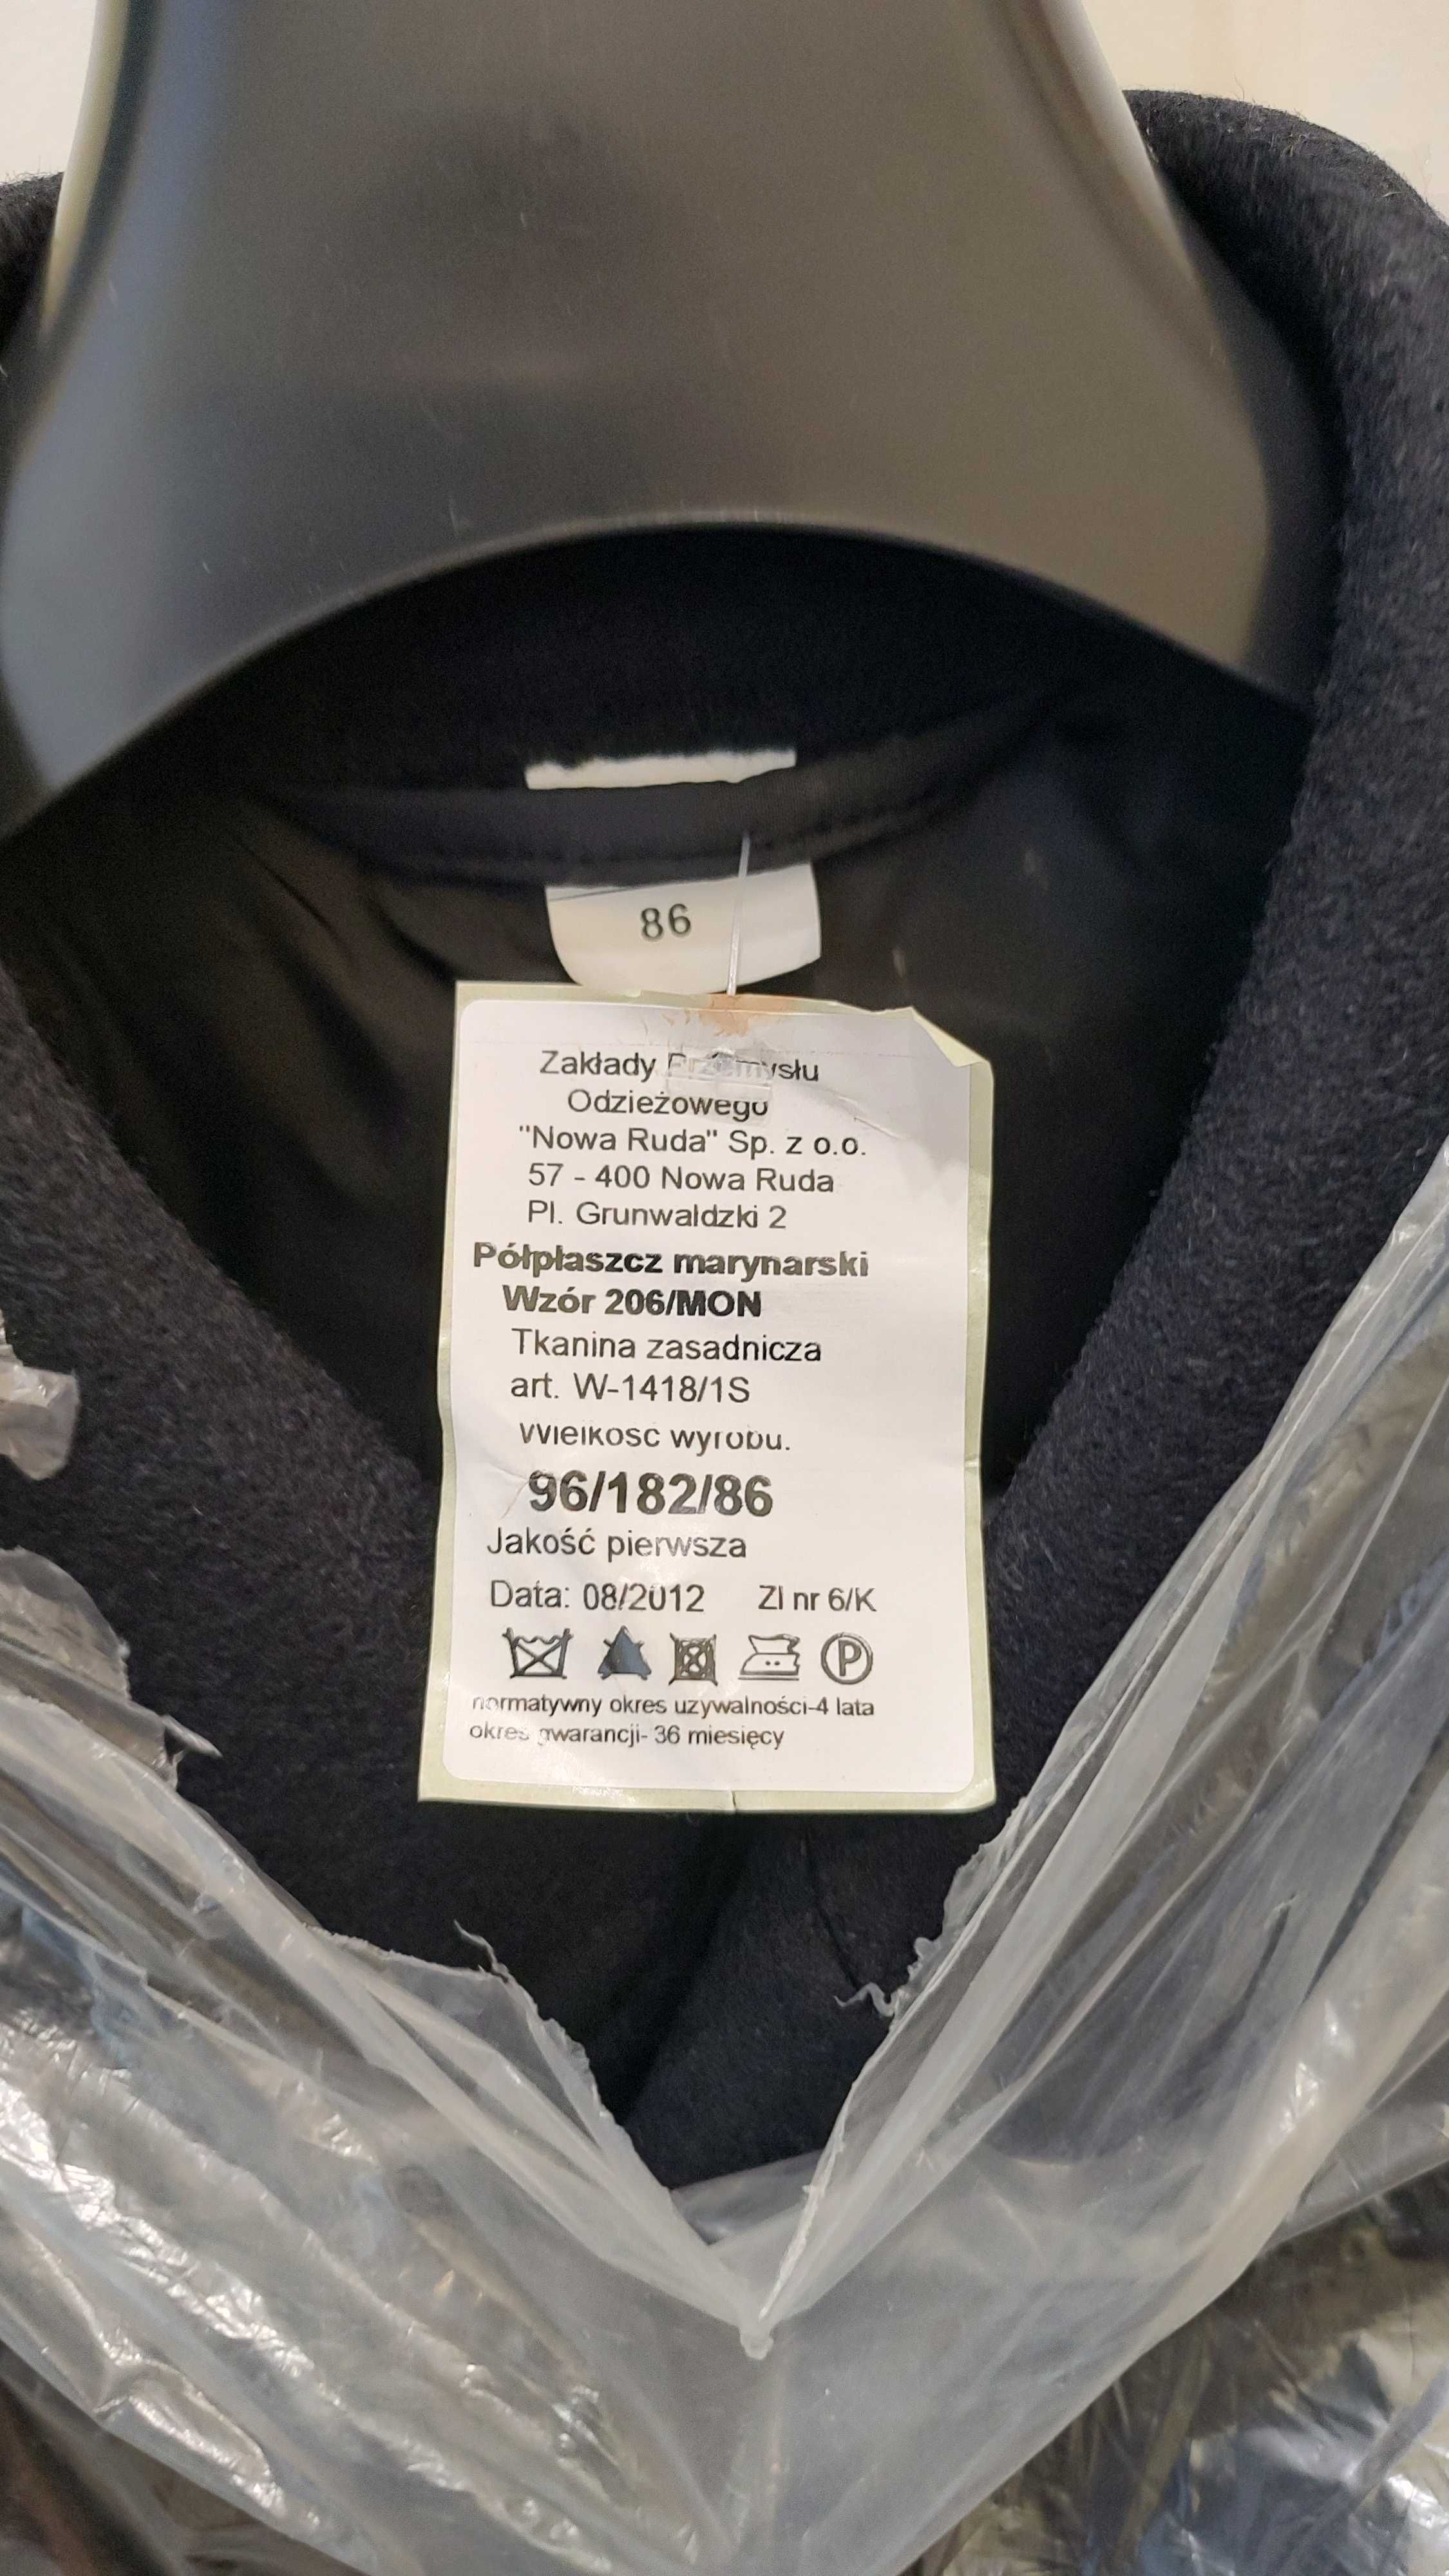 86
Zakłady Przemysłu
Odzieżowego
"Nowa Ruda" Sp. z o.o.
57 - 400 Nowa Ruda
Pl. Grunwaldzki 2
Półpłaszcz marynarski
Wzór 206/MON
Tkanina zasadnicza
art. W-1418/1S
Wielkość wyrobu:
96/182/86
Jakość pierwsza
Data: 08/2012 Zl nr 6/K
P
normatywny okres używalności-4 lata
okres gwarancji- 36 miesięcy